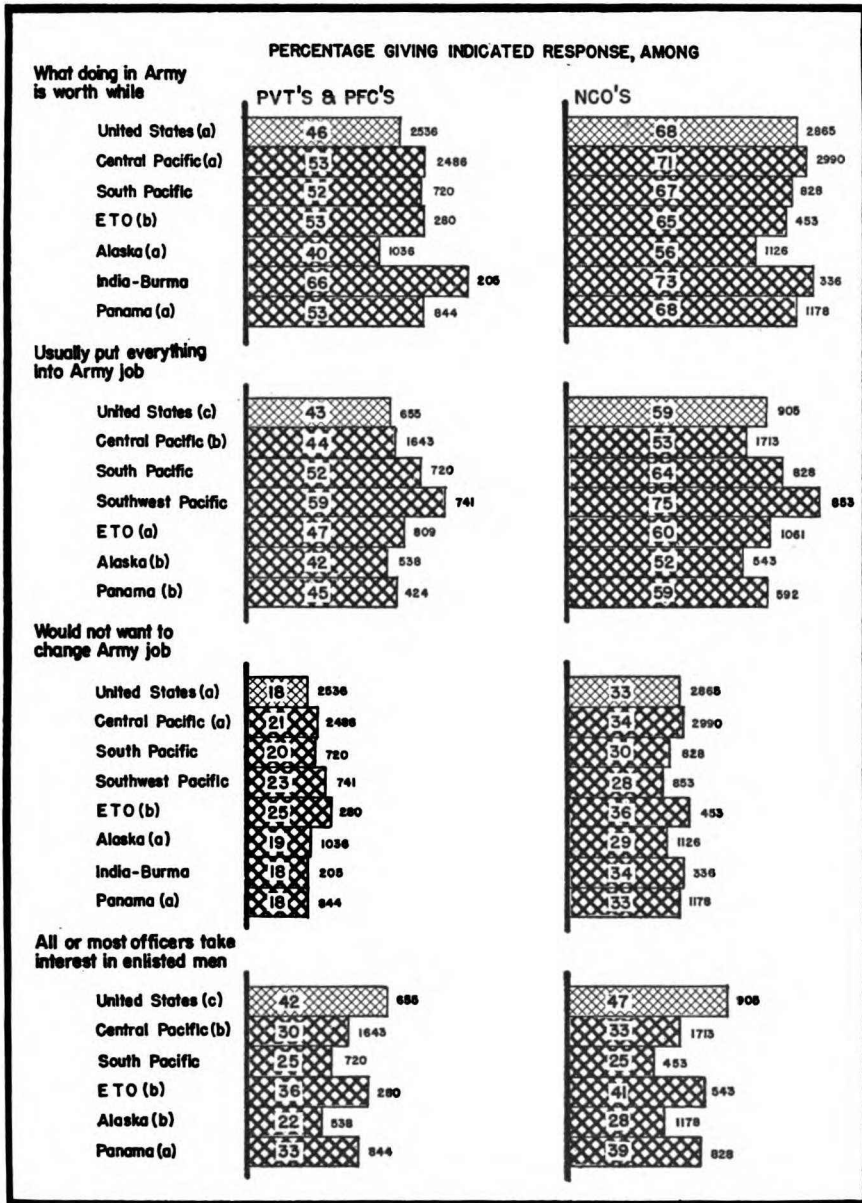 PERCENTAGE GIVING INDICATED RESPONSE, AMONG
What doing in Army
is worth while
PVT'S & PFC'S NCO'S
United States (a) 46 2536 68 2865
Central Pacific (a) 53 2486 71 2990
South Pacific 52 720 67 828
ETO (b) 53 280 65 453
Alaska (a) 40 1036 56 1126
India-Burma 66 205 73 336
Panama (a) 53 844 68 1178
Usually put everything
into Army job
United States (c) 43 655 59 905
Central Pacific (b) 44 1643 53 1713
South Pacific 52 720 64 828
Southwest Pacific 59 741 75 853
ETO (a) 47 809 60 1061
Alaska (b) 42 538 52 543
Panama (b) 45 424 59 592
Would not want to
change Army job
United States (a) 18 2536 33 2865
Central Pacific (a) 21 2486 34 2990
South Pacific 20 720 30 828
Southwest Pacific 23 741 28 853
ETO (b) 25 280 36 453
Alaska (a) 19 1036 29 1126
India-Burma 18 205 34 336
Panama (a) 18 844 33 1178
All or most officers take
interest in enlisted men
United States (c) 42 655 47 905
Central Pacific (b) 30 1643 33 1713
South Pacific 25 720 25 453
ETO (b) 36 280 41 543
Alaska (b) 22 538 28 1178
Panama (a) 33 844 39 828